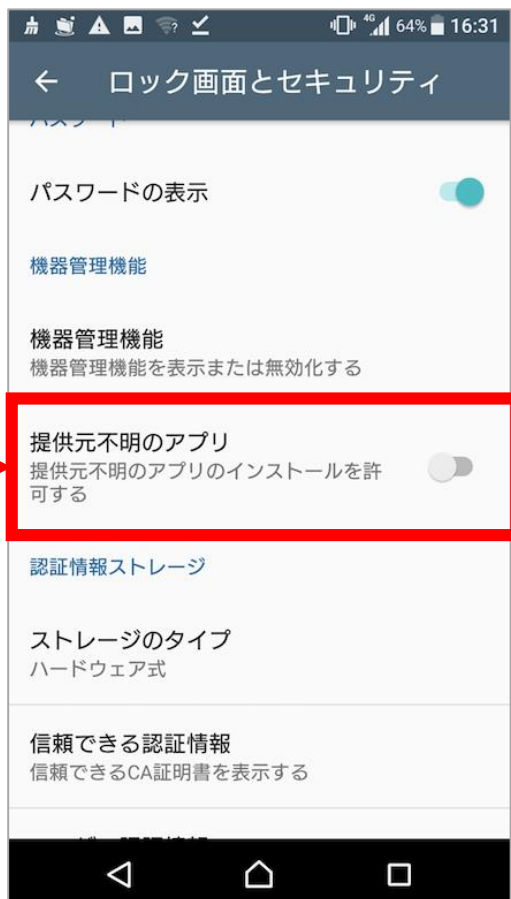 4G 64% 16:31
ロック画面とセキュリティ
パスワード
パスワードの表示
機器管理機能
機器管理機能
機器管理機能を表示または無効化する
提供元不明のアプリ
提供元不明のアプリのインストールを許
可する
認証情報ストレージ
ストレージのタイプ
ハードウェア式
信頼できる認証情報
信頼できるCA証明書を表示する